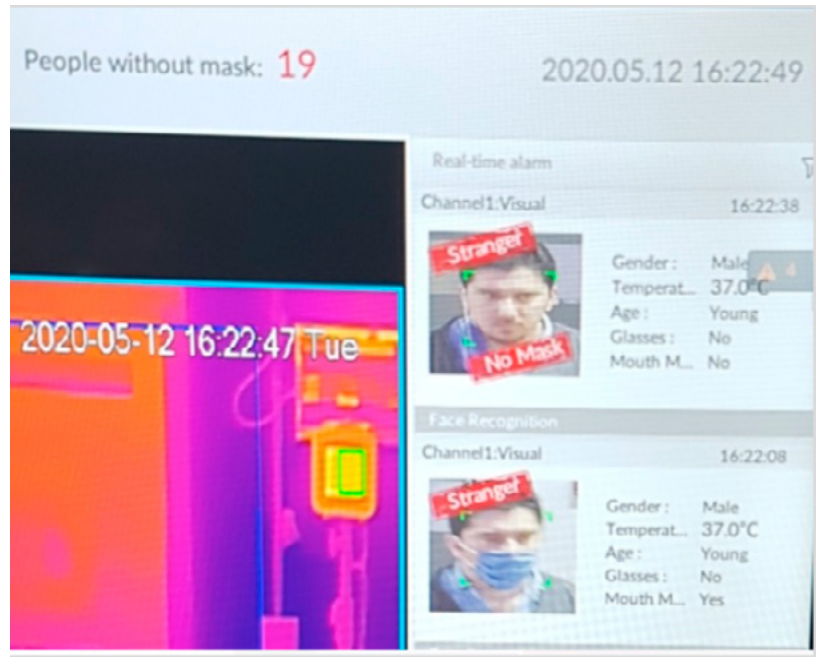 People without mask: 19
2020.05.12 16:22:49
2020-05-12 16:22:47 Tue
Real-time alarm
Channel1:Visual 16:22:38
Stranger
No Mask
Gender : Male
4
Temperat... 37.0°C
Age : Young
Glasses : No
Mouth M... No
Face Recognition
Channel1:Visual 16:22:08
Stranger
Gender : Male
Temperat... 37.0°C
Age : Young
Glasses : No
Mouth M... Yes